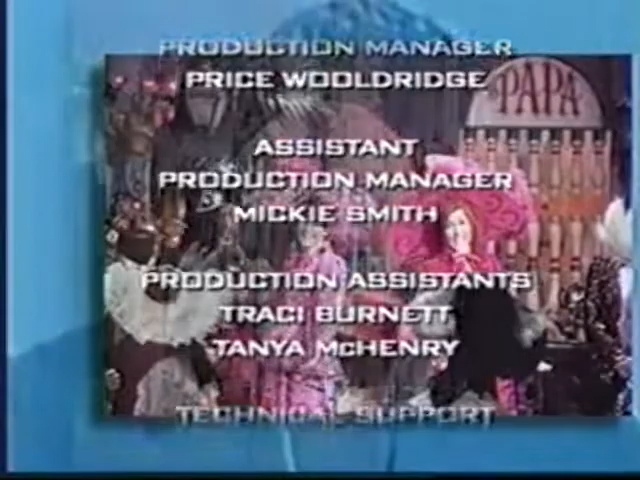 PRODUCTION MANAGER
PRICE WOOLDRIDGE
PAPA
ASSISTANT
PRODUCTION MANAGER
MICKIE SMITH
PRODUCTION ASSISTANTS
TRACI BURNETT
TANYA McHENRY
TECHNICAL SUPPORT